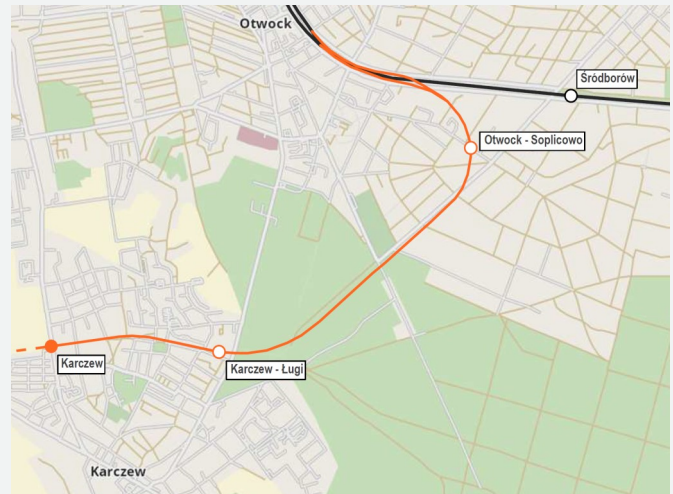 Otwock
Śródborów
Otwock - Soplicowo
Karczew
Karczew - Ługi
Karczew